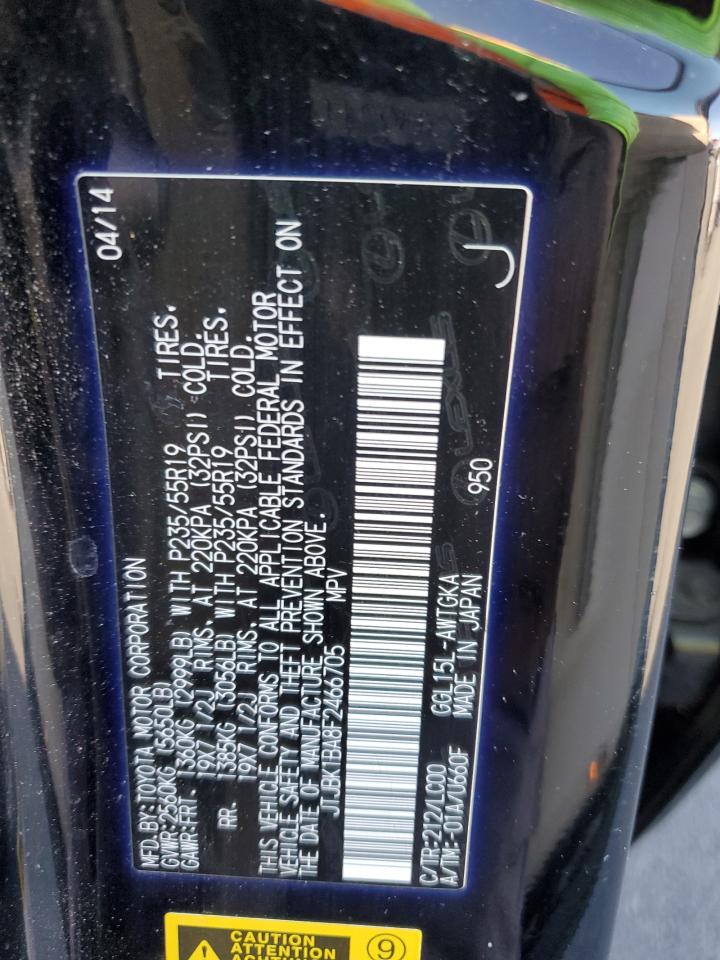 MFD.BY:TOYOTA MOTOR CORPORATION 04/14
GVWR:2560KG (5650LB)
GAWR:FRT. 1360KG (2999LB) WITH P235/55R19 TIRES.
19X7 1/2J RIMS, AT 220KPA (32PSI) COLD.
RR. 1385KG (3056LB) WITH P235/55R19 TIRES.
19X7 1/2J RIMS, AT 220KPA (32PSI) COLD.
THIS VEHICLE CONFORMS TO ALL APPLICABLE FEDERAL MOTOR
VEHICLE SAFETY AND THEFT PREVENTION STANDARDS IN EFFECT ON
THE DATE OF MANUFACTURE SHOWN ABOVE.
JTJBK1BA8F2466705 MPV
C/TR:212/LC00 GGL15L-AWTGKA 950
A/TM:-01A/U660F MADE IN JAPAN J
LEXUS
CAUTION
ATTENTION
9